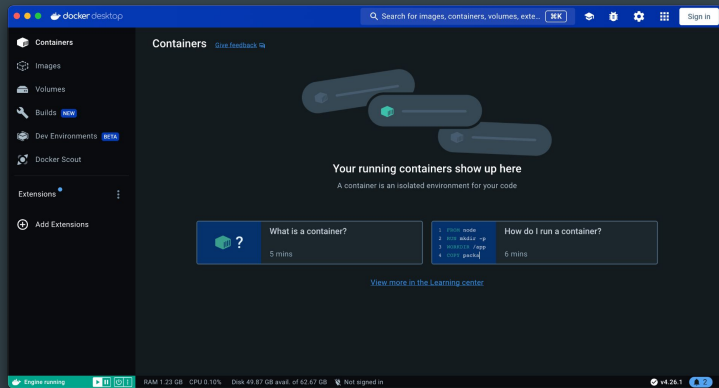 docker desktop
Search for images, containers, volumes, exte... ⌘K
Sign in
Containers
Images
Volumes
Builds NEW
Dev Environments BETA
Docker Scout
Extensions
Add Extensions
Containers Give feedback
Your running containers show up here
A container is an isolated environment for your code
?
What is a container?
5 mins
1 FROM node
2 RUN mkdir -p
3 WORKDIR /app
4 COPY packa
How do I run a container?
6 mins
View more in the Learning center
Engine running
RAM 1.23 GB CPU 0.10% Disk 49.87 GB avail. of 62.67 GB Not signed in
v4.26.1
2